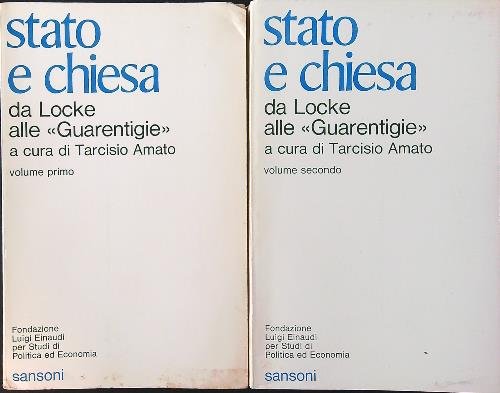 stato
e chiesa
da Locke
alle «Guarentigie»
a cura di Tarcisio Amato
volume primo
Fondazione
Luigi Einaudi
per Studi di
Politica ed Economia
sansoni
stato
e chiesa
da Locke
alle «Guarentigie»
a cura di Tarcisio Amato
volume secondo
Fondazione
Luigi Einaudi
per Studi di
Politica ed Economia
sansoni